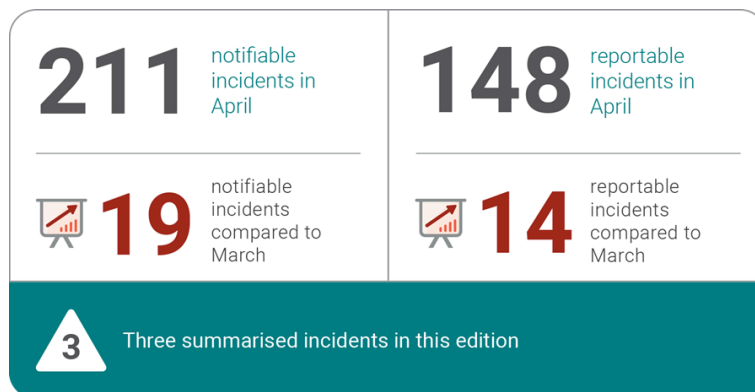 211
notifiable
incidents in
April
148
reportable
incidents in
April
19
notifiable
incidents
compared to
March
14
reportable
incidents
compared to
March
3
Three summarised incidents in this edition